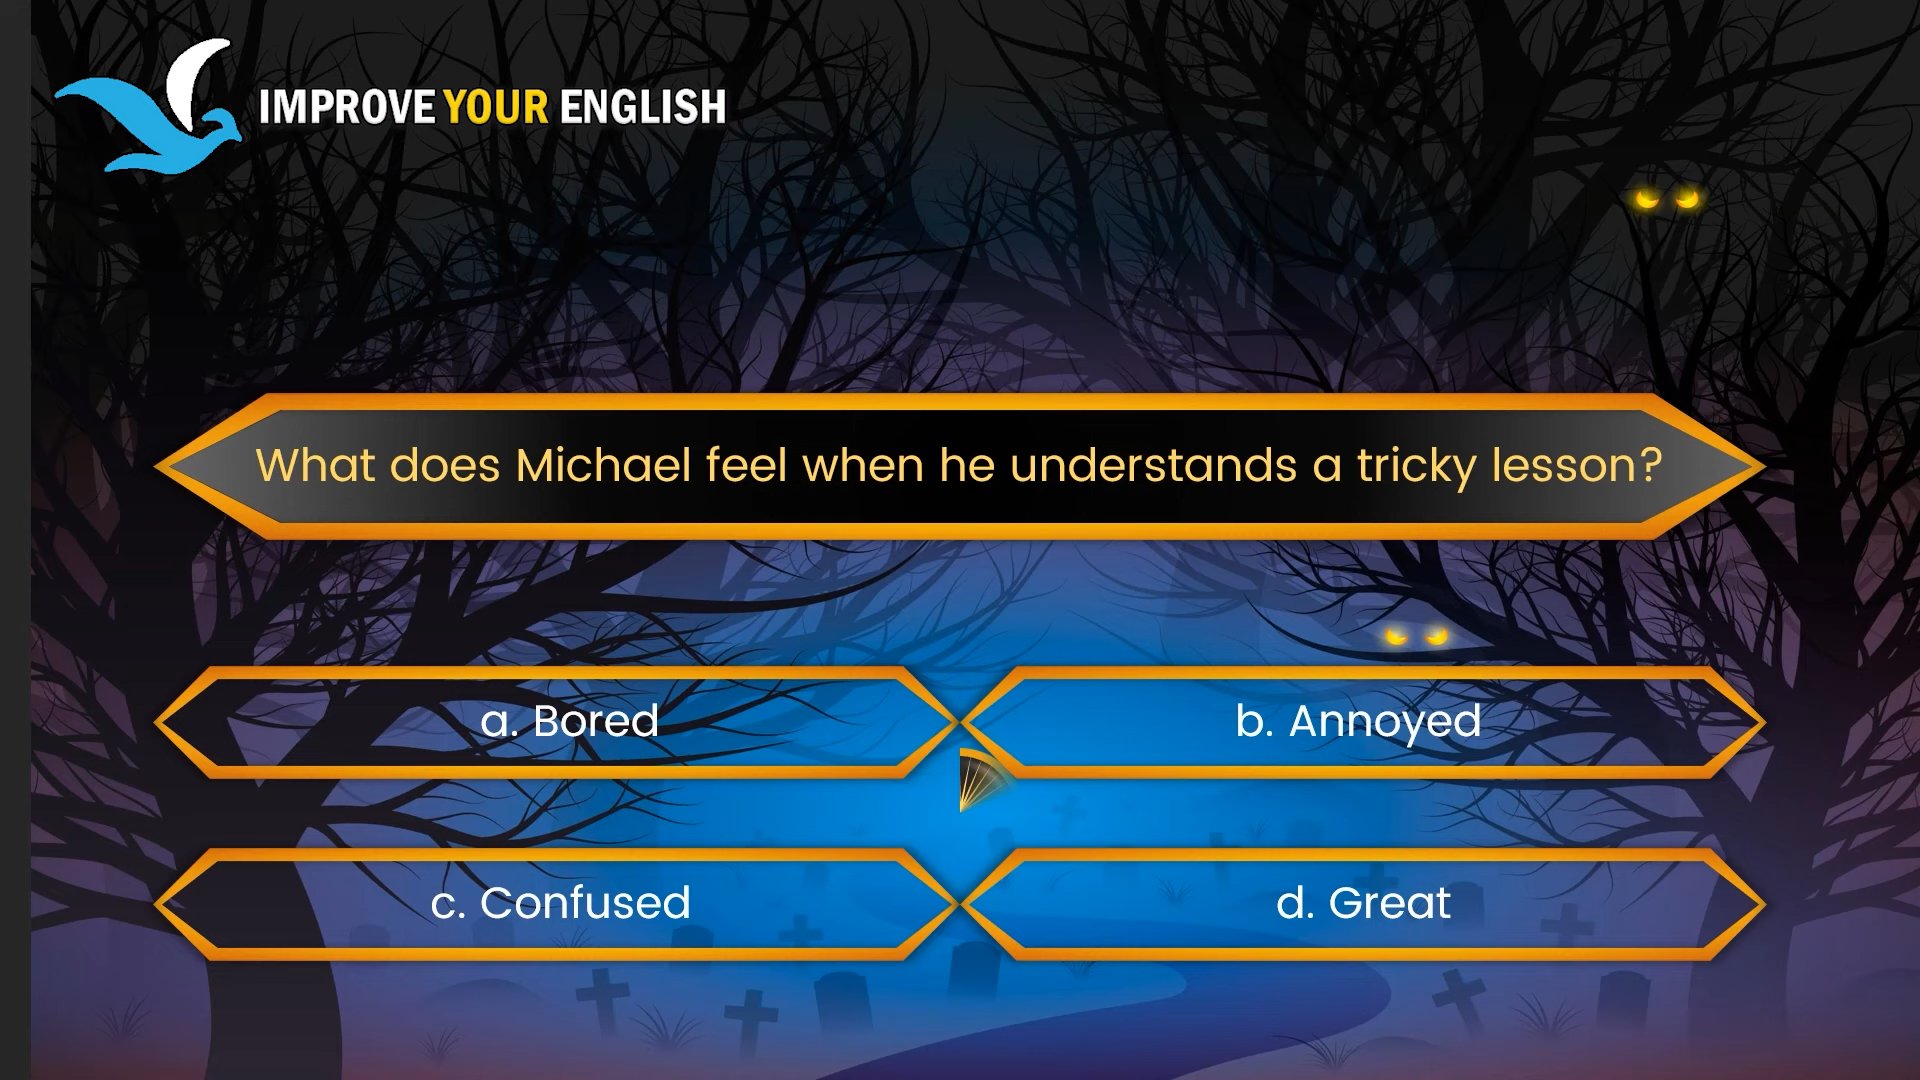 IMPROVE YOUR ENGLISH
What does Michael feel when he understands a tricky lesson?
a. Bored
b. Annoyed
c. Confused
d. Great